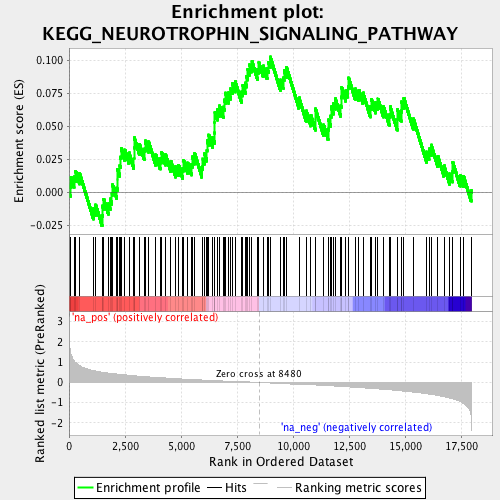 Enrichment plot:
KEGG_NEUROTROPHIN_SIGNALING_PATHWAY
Enrichment score (ES)
0.100
0.075
0.050
0.025
0.000
-0.025
'na_pos' (positively correlated)
Ranked list metric (PreRanked)
3
2
1
0
-1
-2
Zero cross at 8480
'na_neg' (negatively correlated)
0 2,500 5,000 7,500 10,000 12,500 15,000 17,500
Rank in Ordered Dataset
Enrichment profile Hits Ranking metric scores